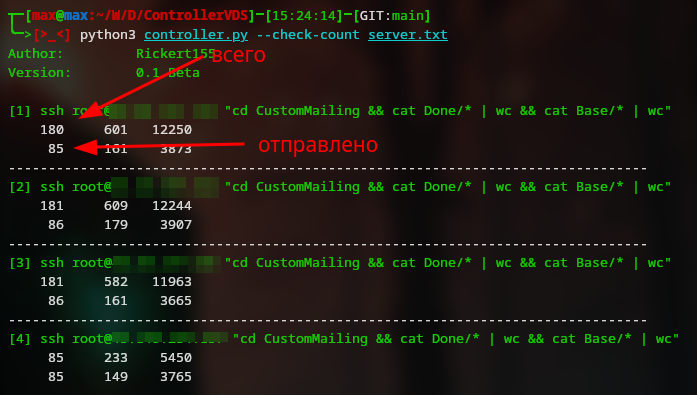 [max@max:~/W/D/ControllerVDS]─[15:24:14]─[GIT:main]
[>_<] python3 controller.py --check-count server.txt
Author: Rickert155
всего
Version: 0.1 Beta
[1] ssh root@ "cd CustomMailing && cat Done/* | wc && cat Base/* | wc"
180 601 12250
85 161 3873
отправлено
--------------------------------------------------------------------------------
[2] ssh root@ "cd CustomMailing && cat Done/* | wc && cat Base/* | wc"
181 609 12244
86 179 3907
--------------------------------------------------------------------------------
[3] ssh root@ "cd CustomMailing && cat Done/* | wc && cat Base/* | wc"
181 582 11963
86 161 3665
--------------------------------------------------------------------------------
[4] ssh root@ "cd CustomMailing && cat Done/* | wc && cat Base/* | wc"
85 233 5450
85 149 3765